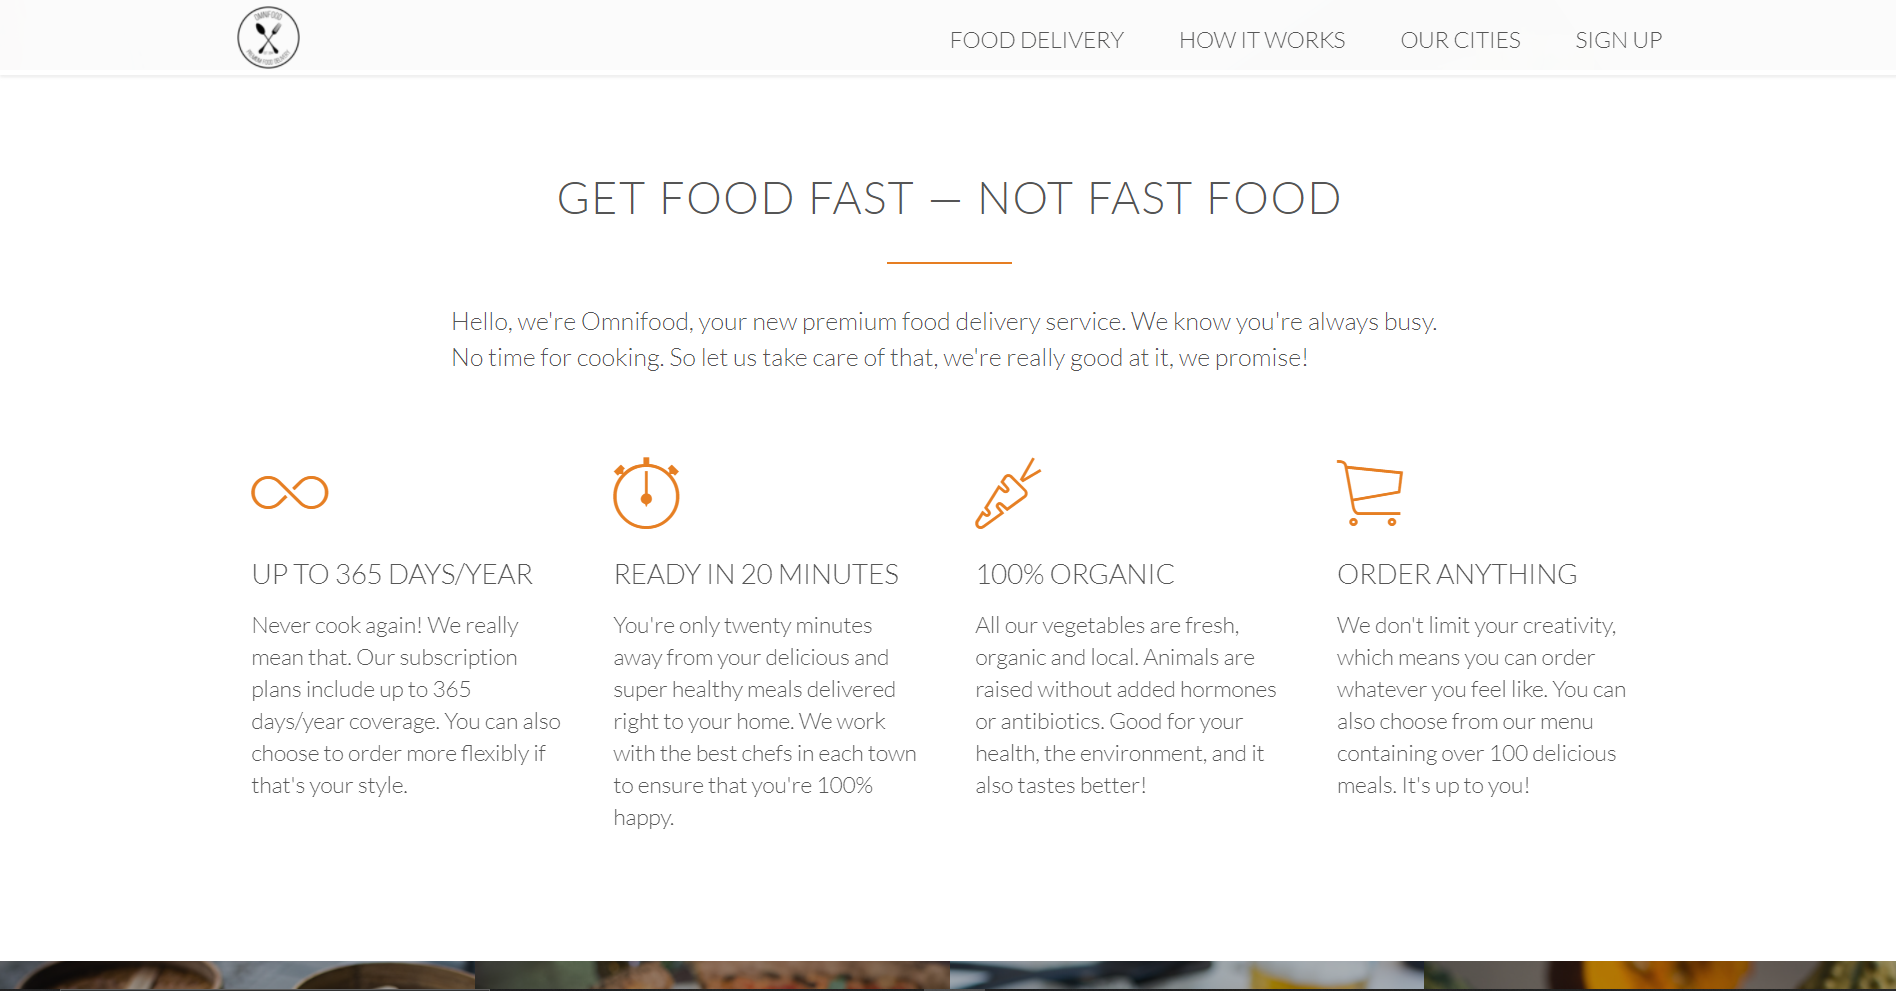 OMNIFOOD
FOOD DELIVERY
HOW IT WORKS
OUR CITIES
SIGN UP
GET FOOD FAST — NOT FAST FOOD
Hello, we're Omnifood, your new premium food delivery service. We know you're always busy.
No time for cooking. So let us take care of that, we're really good at it, we promise!
UP TO 365 DAYS/YEAR
Never cook again! We really
mean that. Our subscription
plans include up to 365
days/year coverage. You can also
choose to order more flexibly if
that's your style.
READY IN 20 MINUTES
You're only twenty minutes
away from your delicious and
super healthy meals delivered
right to your home. We work
with the best chefs in each town
to ensure that you're 100%
happy.
100% ORGANIC
All our vegetables are fresh,
organic and local. Animals are
raised without added hormones
or antibiotics. Good for your
health, the environment, and it
also tastes better!
ORDER ANYTHING
We don't limit your creativity,
which means you can order
whatever you feel like. You can
also choose from our menu
containing over 100 delicious
meals. It's up to you!